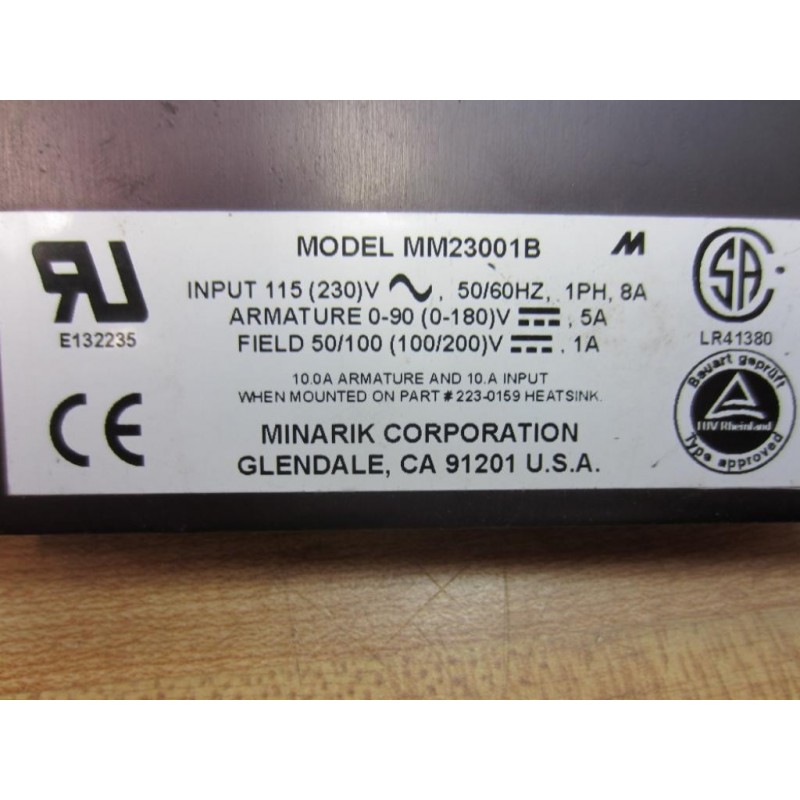 MODEL MM23001B
INPUT 115 (230)V ~, 50/60HZ, 1PH, 8A
ARMATURE 0-90 (0-180)V ⎓, 5A
FIELD 50/100 (100/200)V ⎓, 1A
10.0A ARMATURE AND 10.A INPUT
WHEN MOUNTED ON PART # 223-0159 HEATSINK.
MINARIK CORPORATION
GLENDALE, CA 91201 U.S.A.
RU
E132235
CE
M
SA
LR41380
Bauart geprüft
TÜV Rheinland
Type approved